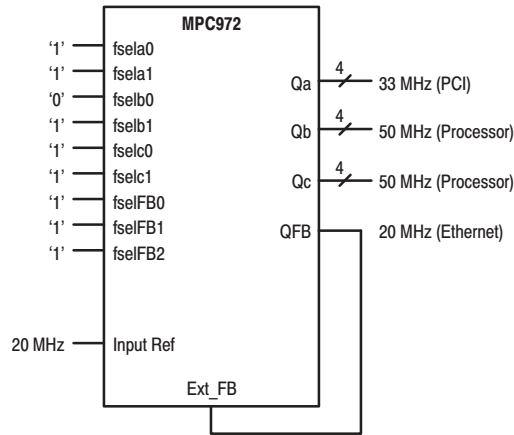 MPC972
‘1’ fsela0
‘1’ fsela1
‘0’ fselb0
‘1’ fselb1
‘1’ fselc0
‘1’ fselc1
‘1’ fselFB0
‘1’ fselFB1
‘1’ fselFB2
20 MHz Input Ref
Qa 4 33 MHz (PCI)
Qb 4 50 MHz (Processor)
Qc 4 50 MHz (Processor)
QFB 20 MHz (Ethernet)
Ext_FB